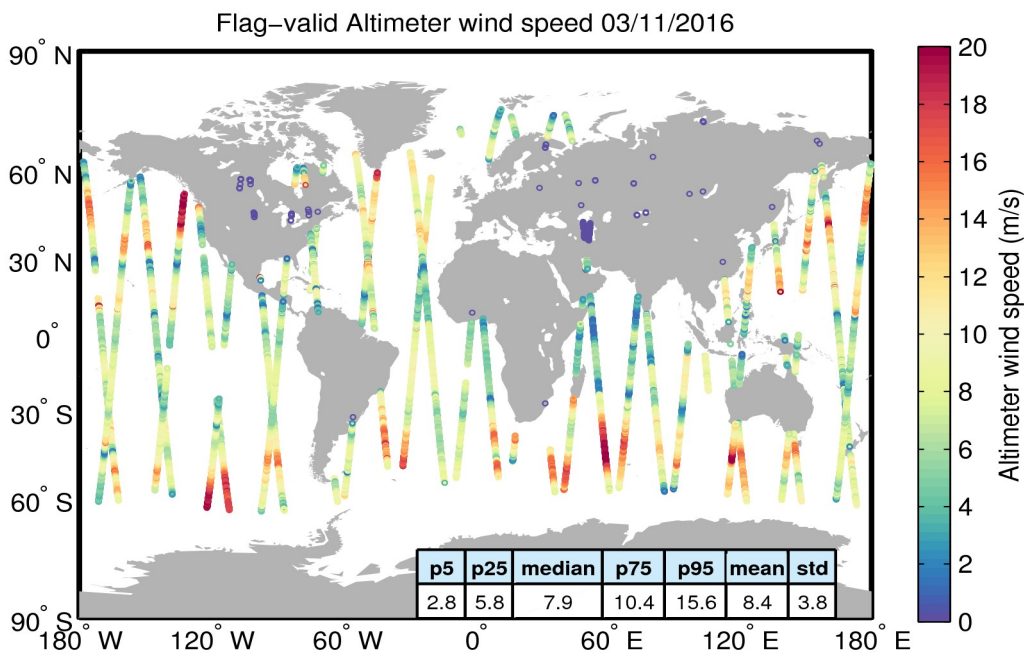 Flag−valid Altimeter wind speed 03/11/2016
90° N
60° N
30° N
0°
30° S
60° S
90° S
180° W
120° W
60° W
0°
60° E
120° E
180° E
p5 p25 median p75 p95 mean std
2.8 5.8 7.9 10.4 15.6 8.4 3.8
20
18
16
14
12
10
8
6
4
2
0
Altimeter wind speed (m/s)